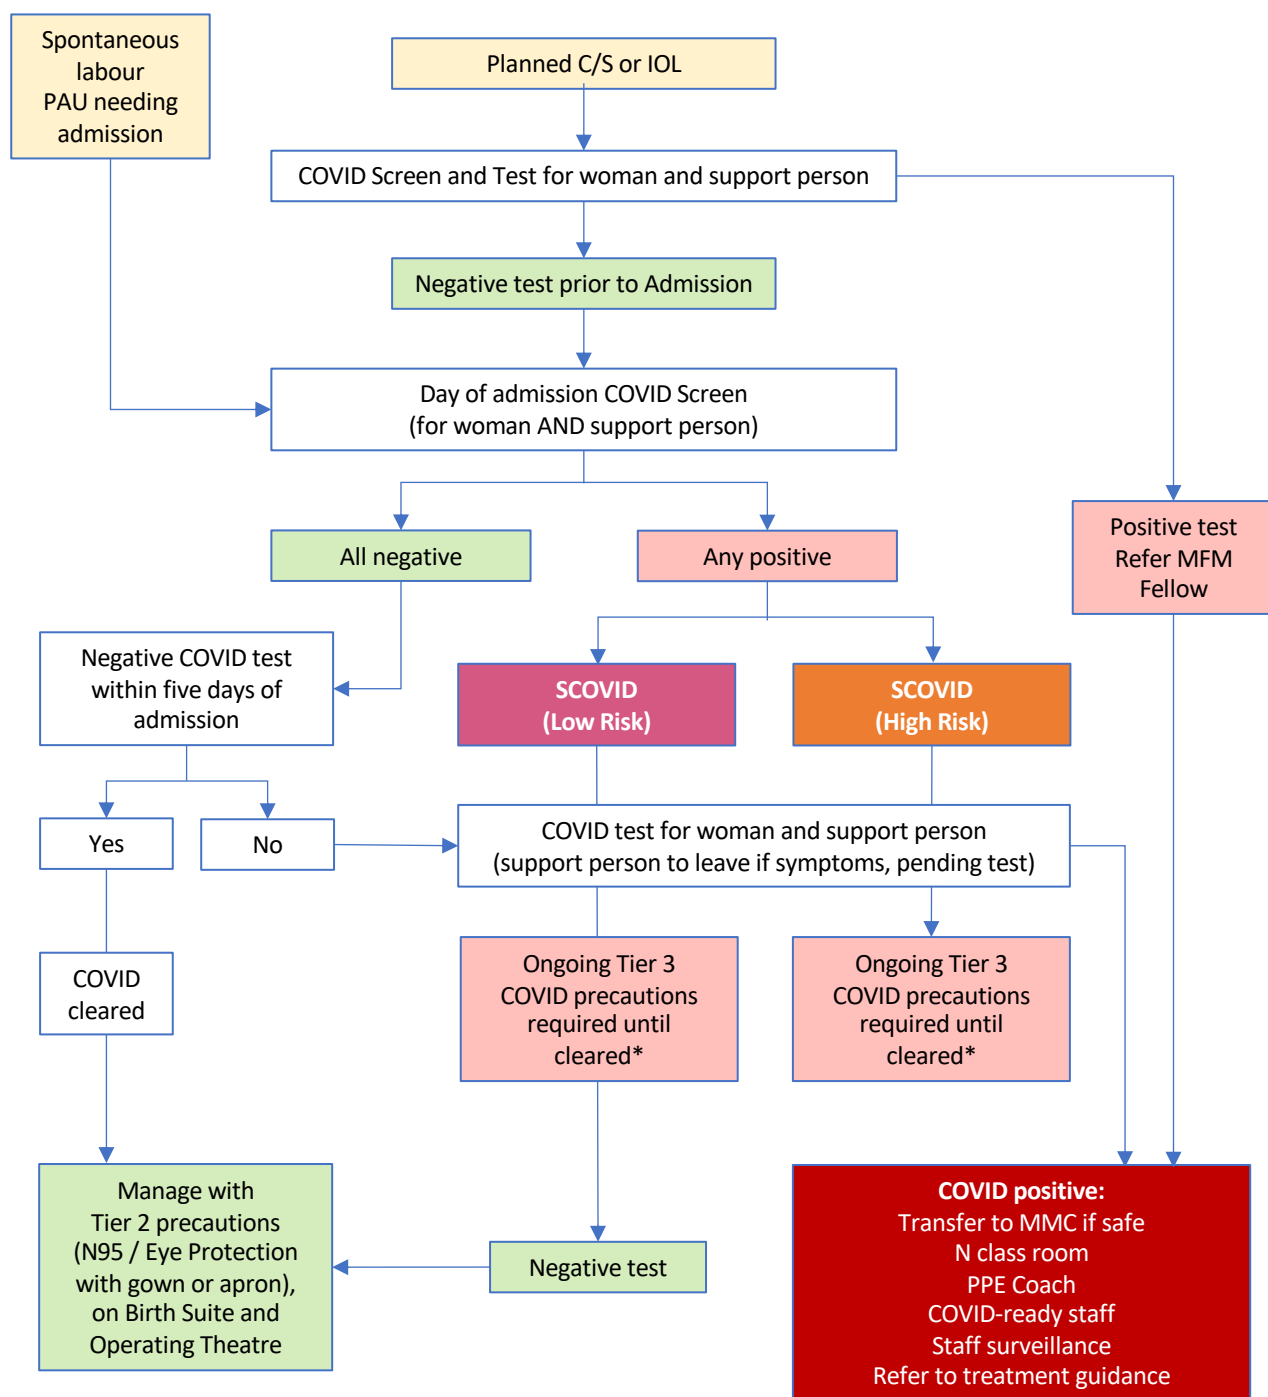 Spontaneous
labour
PAU needing
admission
Planned C/S or IOL
COVID Screen and Test for woman and support person
Negative test prior to Admission
Day of admission COVID Screen
(for woman AND support person)
All negative
Any positive
Positive test
Refer MFM
Fellow
Negative COVID test
within five days of
admission
SCOVID
(Low Risk)
SCOVID
(High Risk)
Yes
No
COVID test for woman and support person
(support person to leave if symptoms, pending test)
COVID
cleared
Ongoing Tier 3
COVID precautions
required until
cleared*
Ongoing Tier 3
COVID precautions
required until
cleared*
Manage with
Tier 2 precautions
(N95 / Eye Protection
with gown or apron),
on Birth Suite and
Operating Theatre
Negative test
COVID positive:
Transfer to MMC if safe
N class room
PPE Coach
COVID-ready staff
Staff surveillance
Refer to treatment guidance